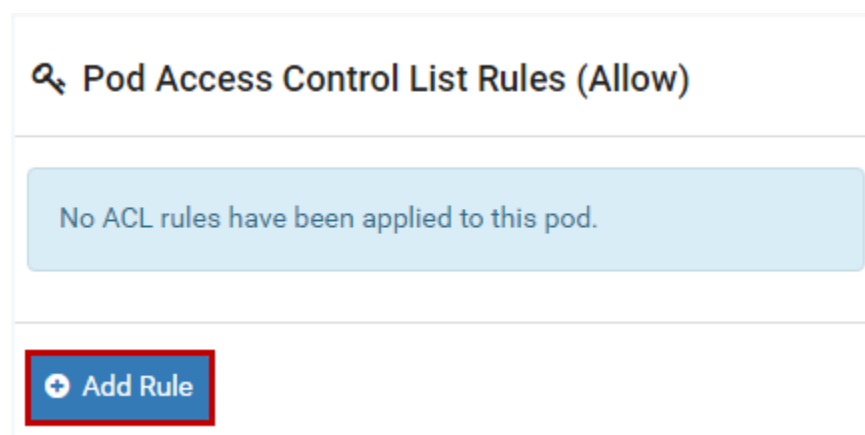 Pod Access Control List Rules (Allow)
No ACL rules have been applied to this pod.
Add Rule